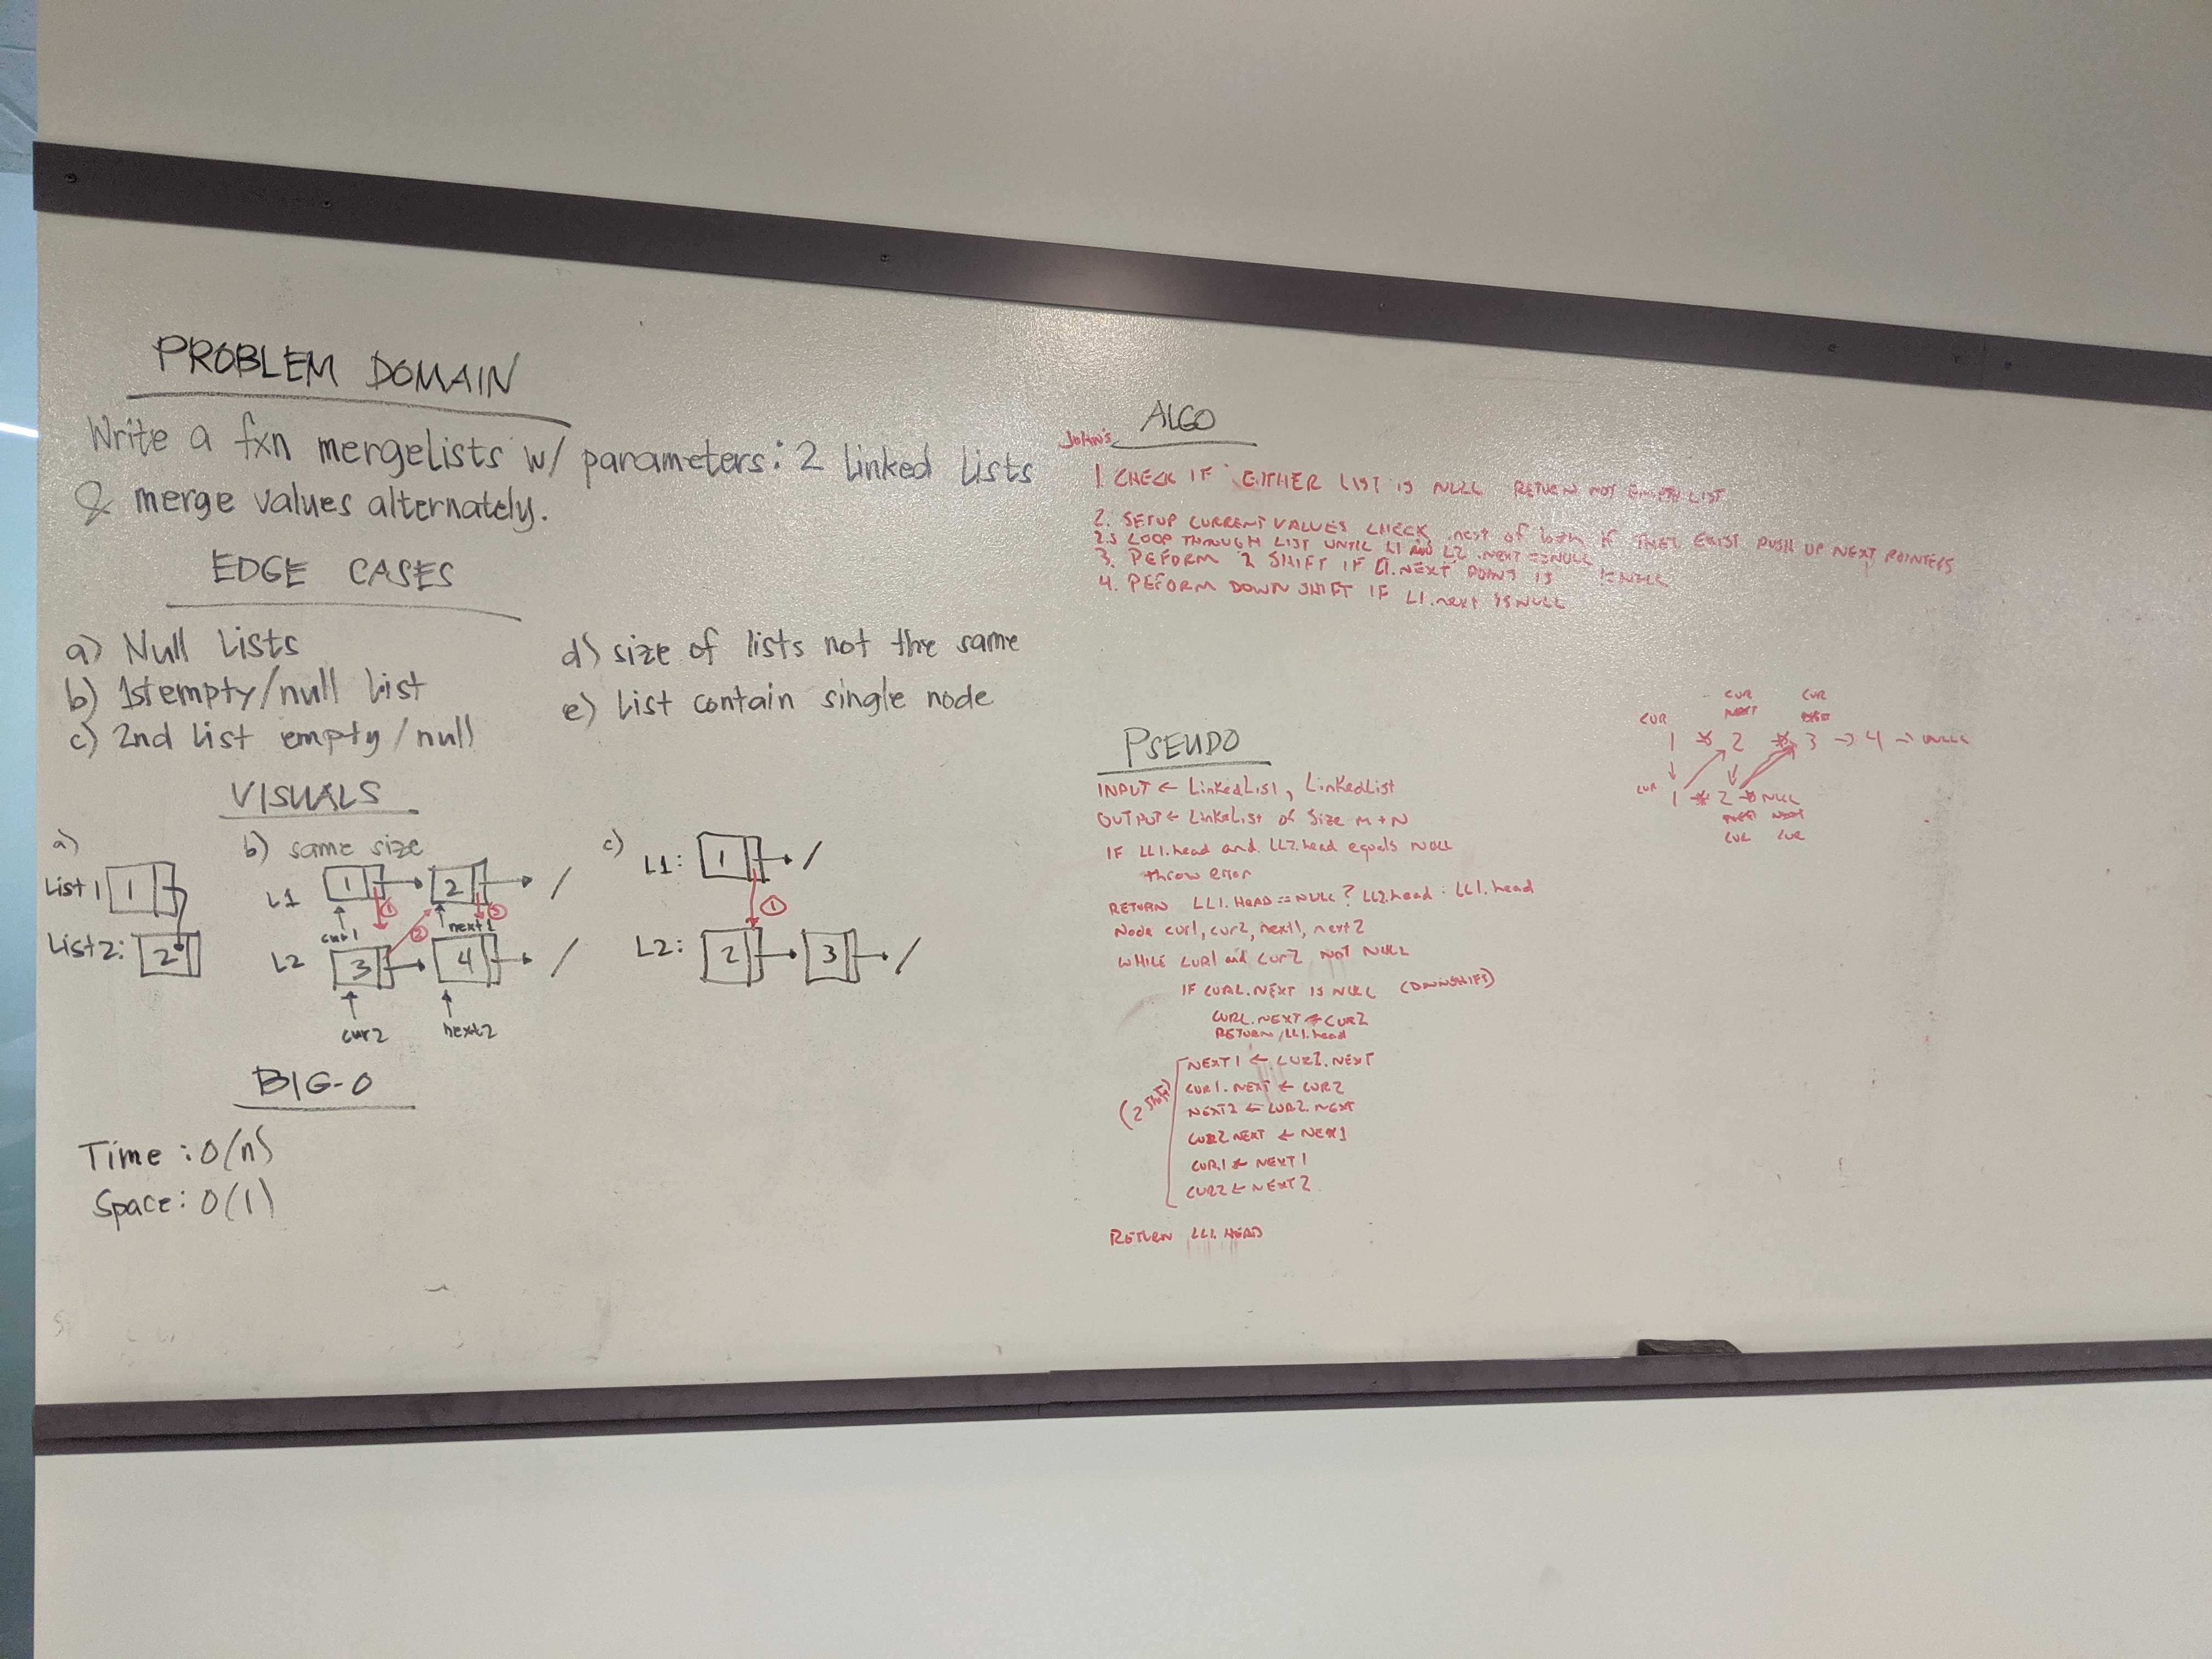 PROBLEM DOMAIN
Write a fxn mergelists w/ parameters: 2 linked lists
& merge values alternately.
EDGE CASES
a) Null Lists
b) 1st empty/null list
c) 2nd list empty/null
d) size of lists not the same
e) list contain single node
VISUALS
a)
List 1 1
List 2: 2
b) same size
L1 1 2 /
cur1 next1
① ② ③
L2 3 4 /
cur2 next2
c) L1: 1 /
①
L2: 2 3 /
BIG-O
Time: O(n)
Space: O(1)
ALGO
John's
1 CHECK IF EITHER LIST IS NULL RETURN NOT EMPTY LIST
2. SETUP CURRENT VALUES CHECK .next of both if THEY EXIST PUSH UP NEXT POINTERS
2.5 LOOP THROUGH LIST UNTIL L1 AND L2 .NEXT == NULL
3. PEFORM 2 SHIFT IF l1.NEXT POINT IS != NULL
4. PEFORM DOWN SHIFT IF L1.next IS NULL
CUR CUR
CUR NEXT
1 2 3 → 4 → NULL
CUR 1 2 NULL
NEXT NEXT
CUR CUR
PSEUDO
INPUT ← LinkedList, LinkedList
OUTPUT ← LinkeList of Size M+N
IF LL1.head and LL2.head equals NULL
throw error
RETURN LL1.HEAD == NULL ? LL2.head : LL1.head
Node cur1, cur2, next1, next2
WHILE CUR1 and CUR2 NOT NULL
IF CUR1.NEXT IS NULL (DOWNSHIFT)
CUR1.NEXT ← CUR2
RETURN LL1.head
(2 Shift)
NEXT1 ← CUR1.NEXT
CUR1.NEXT ← CUR2
NEXT2 ← CUR2.NEXT
CUR2.NEXT ← NEXT1
CUR1 ← NEXT1
CUR2 ← NEXT2
RETURN LL1.HEAD